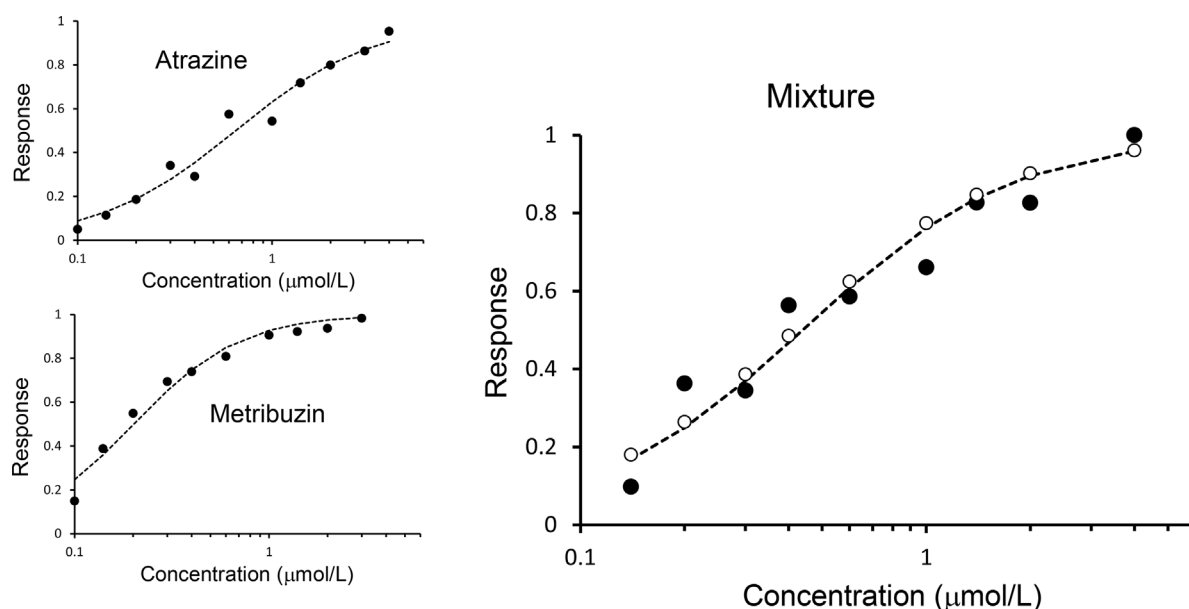 Atrazine
Response
1
0.8
0.6
0.4
0.2
0
0.1
1
Concentration (μmol/L)
Metribuzin
Response
1
0.8
0.6
0.4
0.2
0
0.1
1
Concentration (μmol/L)
Mixture
Response
1
0.8
0.6
0.4
0.2
0
0.1
1
Concentration (μmol/L)